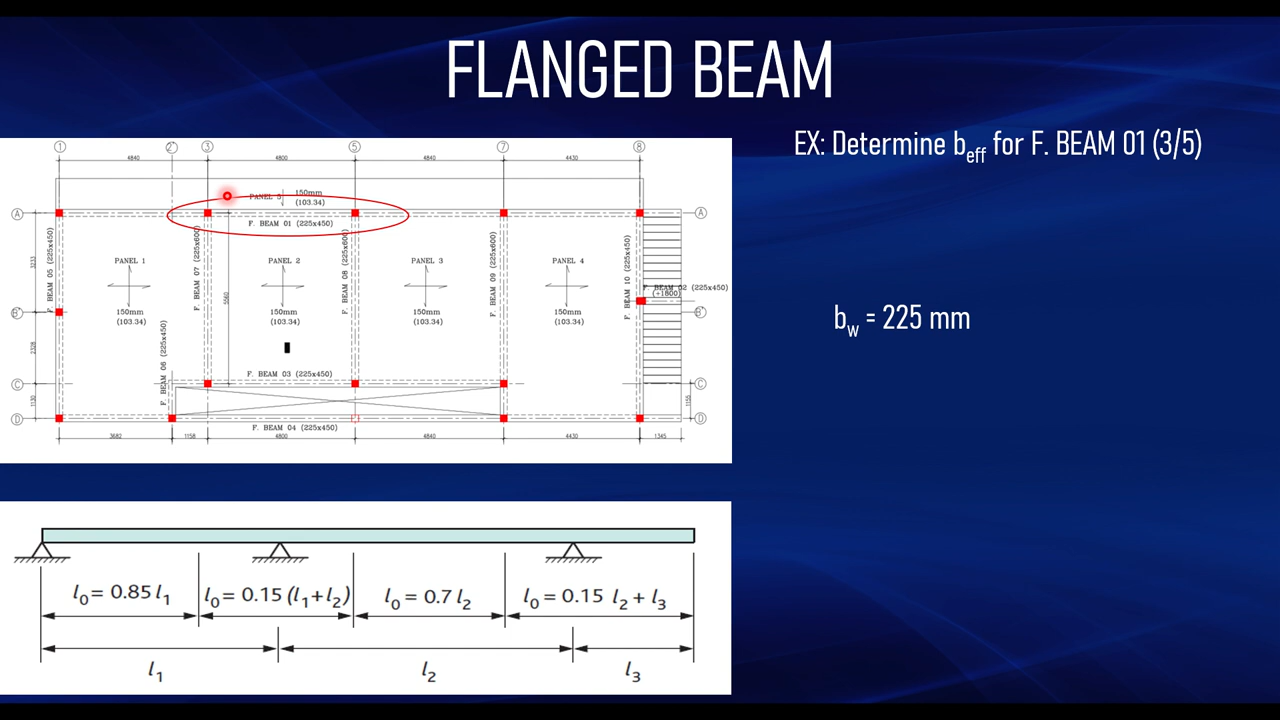 FLANGED BEAM
EX: Determine beff for F. BEAM 01 (3/5)
bw = 225 mm
1 2' 3 5 7 8
4840 4800 4840 4430
PANEL 5 150mm
(103.34)
A A
F. BEAM 01 (225x450)
F. BEAM 05 (225x450)
3233
F. BEAM 07 (225x600)
5560
F. BEAM 08 (225x600)
F. BEAM 09 (225x600)
F. BEAM 10 (225x450)
PANEL 1 PANEL 2 PANEL 3 PANEL 4
F. BEAM 02 (225x450)
(+1800)
150mm 150mm 150mm 150mm
(103.34) (103.34) (103.34) (103.34)
B' B'
2328
F. BEAM 06 (225x450)
F. BEAM 03 (225x450)
C C
1130 1155
D D
F. BEAM 04 (225x450)
3682 1158 4800 4840 4430 1345
l0 = 0.85 l1 l0 = 0.15 (l1 + l2) l0 = 0.7 l2 l0 = 0.15 l2 + l3
l1 l2 l3